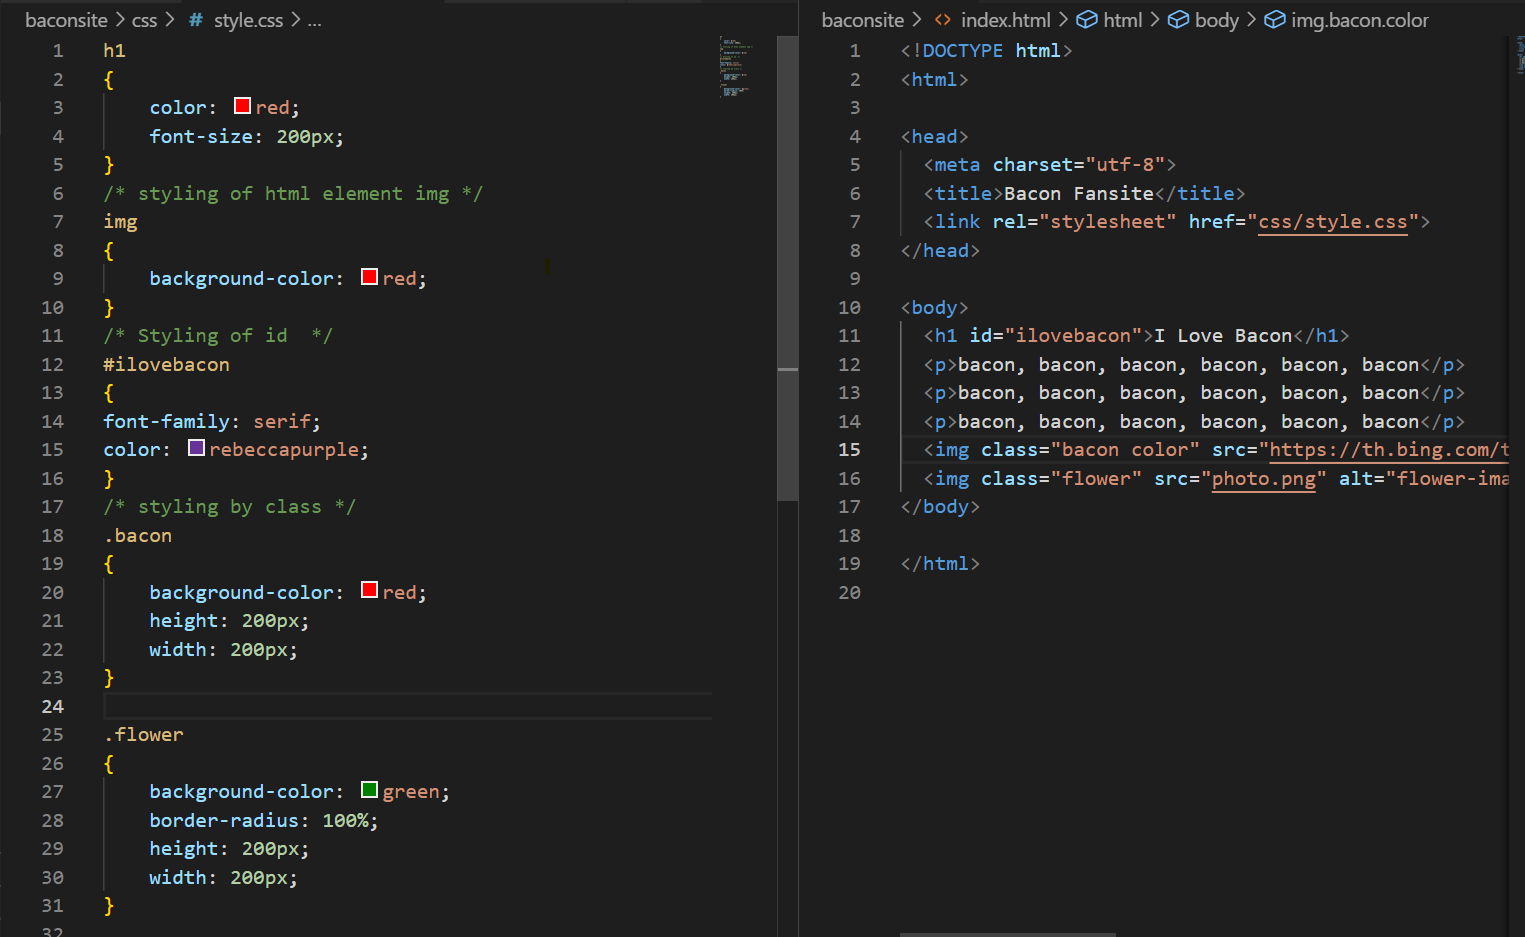 baconsite > css > # style.css > ...
1 h1
2 {
3     color: red;
4     font-size: 200px;
5 }
6 /* styling of html element img */
7 img
8 {
9     background-color: red;
10 }
11 /* Styling of id  */
12 #ilovebacon
13 {
14 font-family: serif;
15 color: rebeccapurple;
16 }
17 /* styling by class */
18 .bacon
19 {
20     background-color: red;
21     height: 200px;
22     width: 200px;
23 }
24
25 .flower
26 {
27     background-color: green;
28     border-radius: 100%;
29     height: 200px;
30     width: 200px;
31 }
32
baconsite > <> index.html > html > body > img.bacon.color
1 <!DOCTYPE html>
2 <html>
3
4 <head>
5   <meta charset="utf-8">
6   <title>Bacon Fansite</title>
7   <link rel="stylesheet" href="css/style.css">
8 </head>
9
10 <body>
11   <h1 id="ilovebacon">I Love Bacon</h1>
12   <p>bacon, bacon, bacon, bacon, bacon, bacon</p>
13   <p>bacon, bacon, bacon, bacon, bacon, bacon</p>
14   <p>bacon, bacon, bacon, bacon, bacon, bacon</p>
15   <img class="bacon color" src="https://th.bing.com/t
16   <img class="flower" src="photo.png" alt="flower-ima
17 </body>
18
19 </html>
20